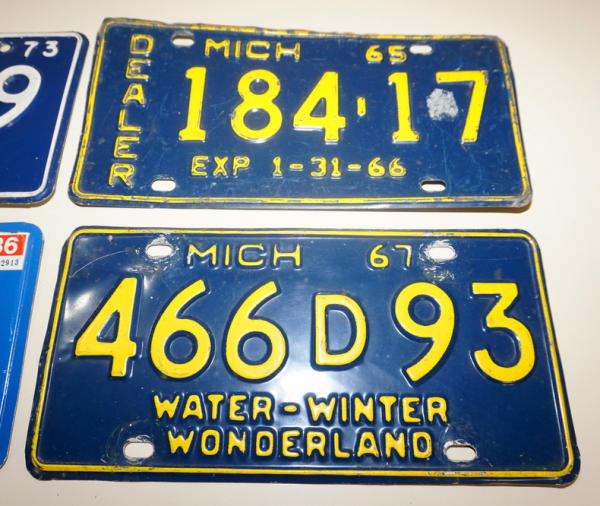 73
9
DEALER
MICH 65
184-17
EXP 1-31-66
86
2913
MICH 67
466 D 93
WATER-WINTER
WONDERLAND